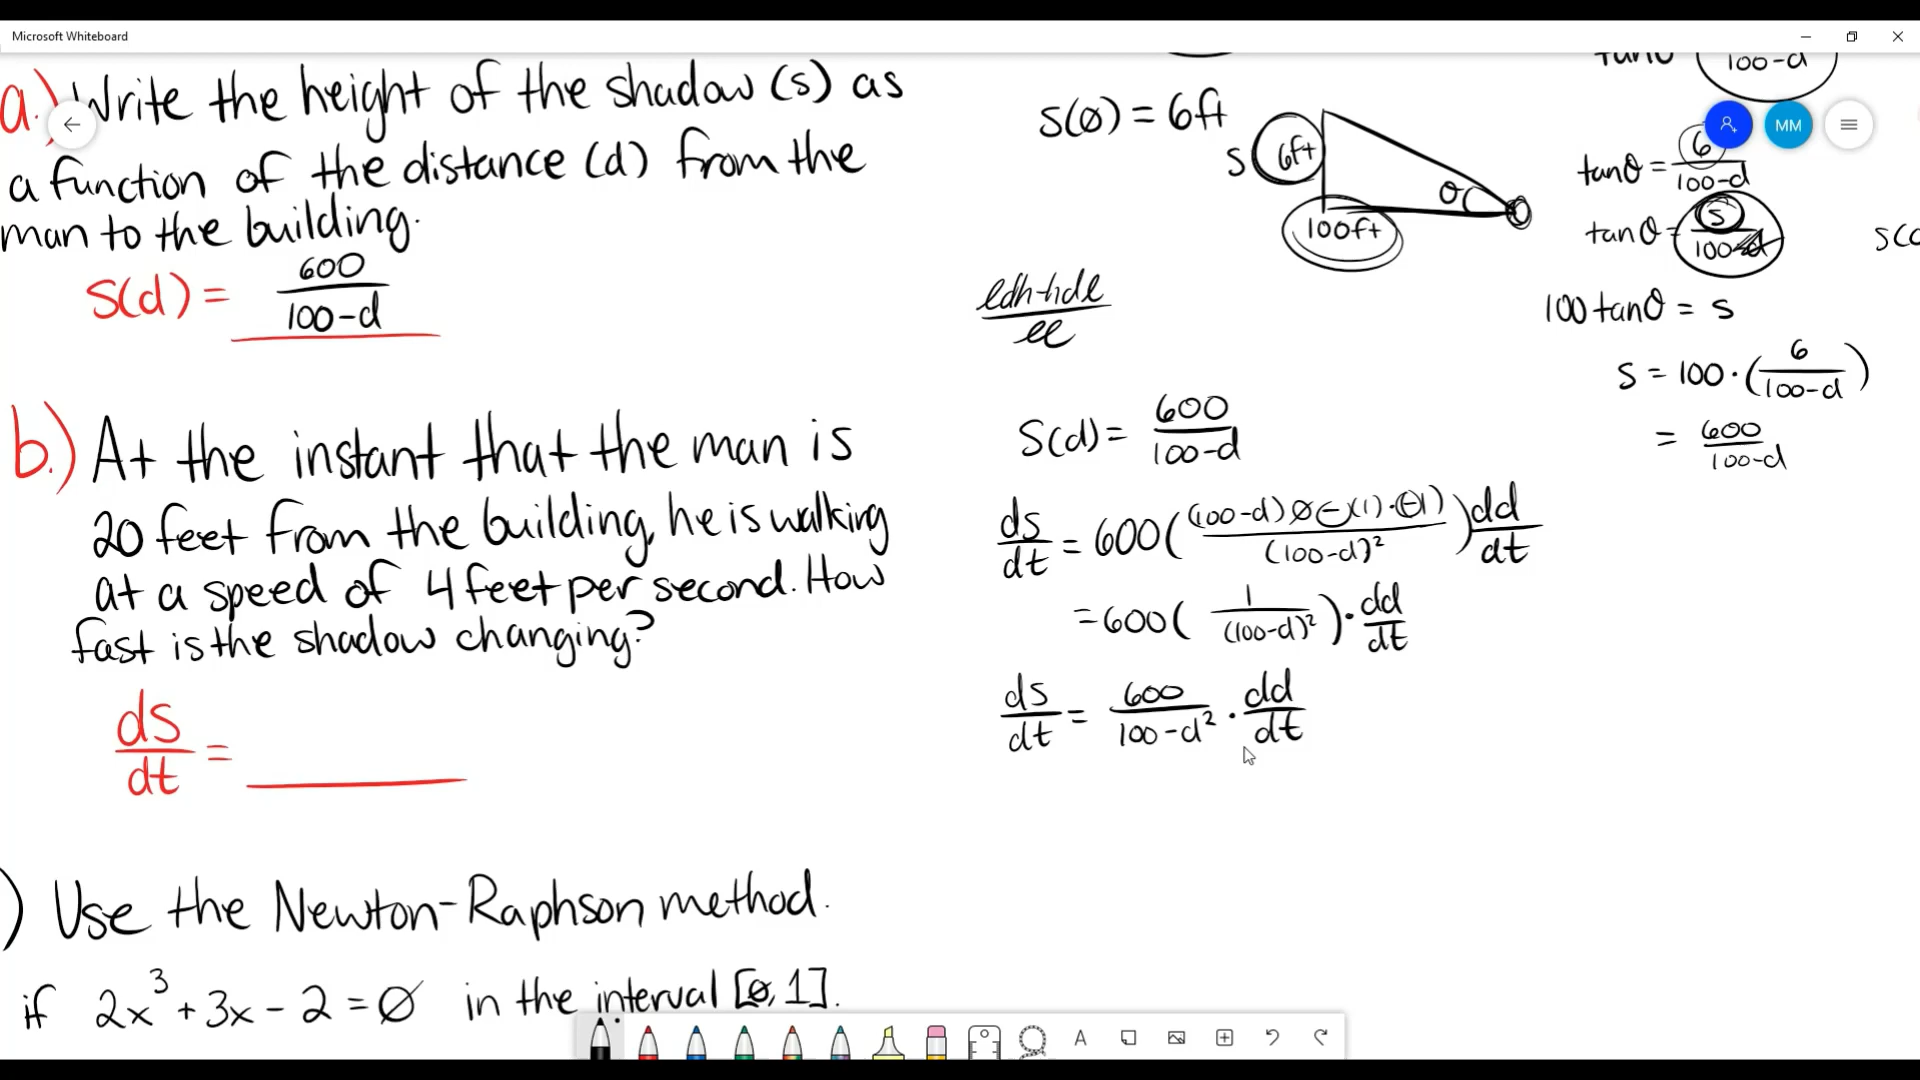 Microsoft Whiteboard
a.) Write the height of the shadow (s) as
a function of the distance (d) from the
man to the building.
S(d) = 600/(100-d)
b.) At the instant that the man is
20 feet from the building, he is walking
at a speed of 4 feet per second. How
fast is the shadow changing?
ds/dt =
) Use the Newton-Raphson method.
if 2x³ + 3x - 2 = Ø in the interval [Ø, 1].
S(Ø) = 6ft
S 6ft
θ
100ft
ldh-hdl/ll
S(d) = 600/(100-d)
ds/dt = 600( ((100-d)Ø-(1)·(-1))/(100-d)² ) dd/dt
= 600( 1/(100-d)² ) · dd/dt
ds/dt = 600/100-d² · dd/dt
tanθ 100-d
MM
tanθ = 6/(100-d)
tanθ = s/100
100 tanθ = s
s = 100 · (6/(100-d))
= 600/(100-d)
A